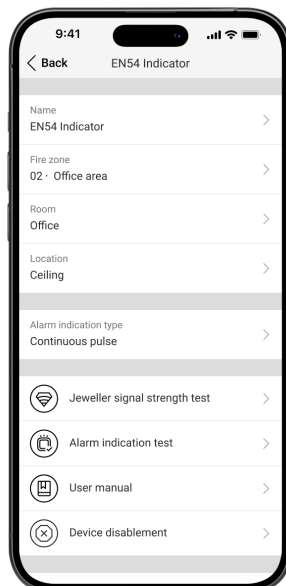 9:41
Back
EN54 Indicator
Name
EN54 Indicator
Fire zone
02 · Office area
Room
Office
Location
Ceiling
Alarm indication type
Continuous pulse
Jeweller signal strength test
Alarm indication test
User manual
Device disablement